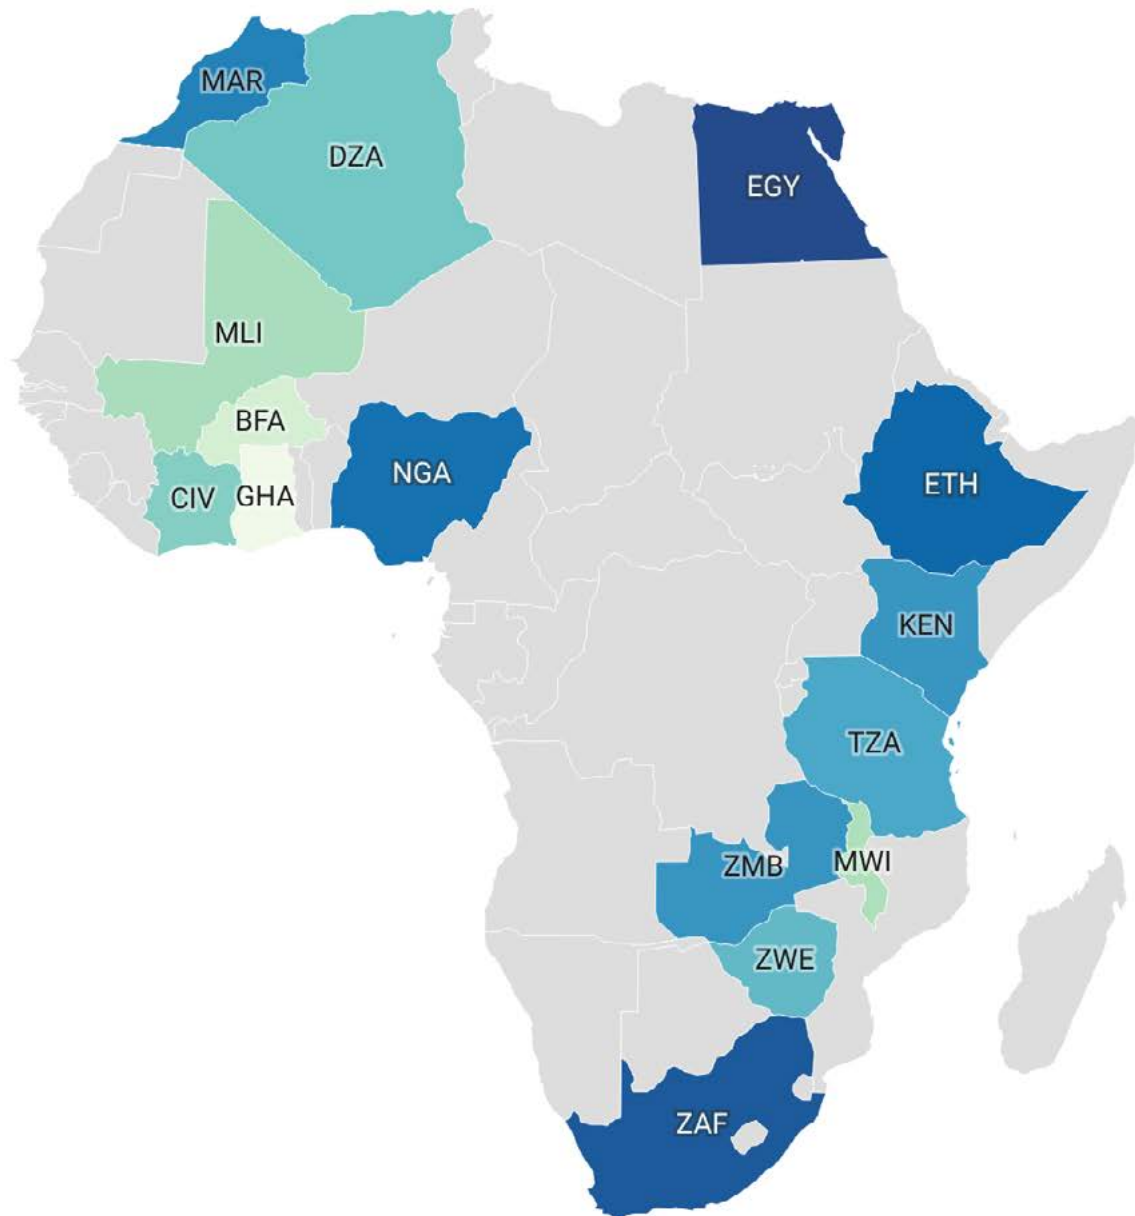 MAR
DZA
EGY
MLI
BFA
CIV
GHA
NGA
ETH
KEN
TZA
ZMB
MWI
ZWE
ZAF